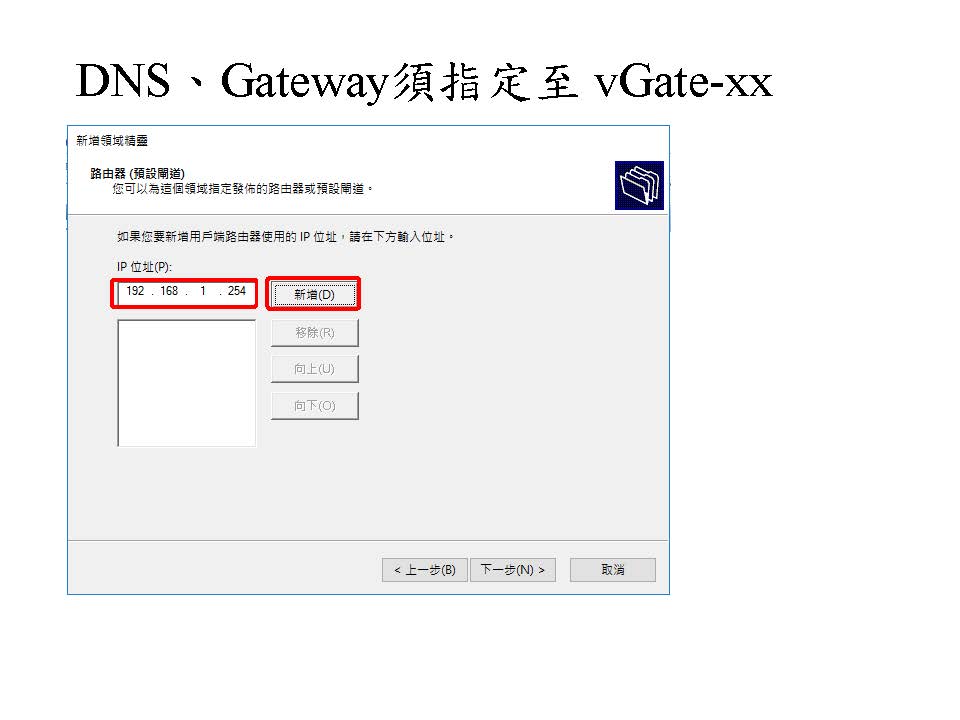 DNS、Gateway須指定至 vGate-xx
新增領域精靈
路由器 (預設閘道)
您可以為這個領域指定發佈的路由器或預設閘道。
如果您要新增用戶端路由器使用的 IP 位址，請在下方輸入位址。
IP 位址(P):
192 . 168 . 1 . 254
新增(D)
移除(R)
向上(U)
向下(O)
< 上一步(B)
下一步(N) >
取消